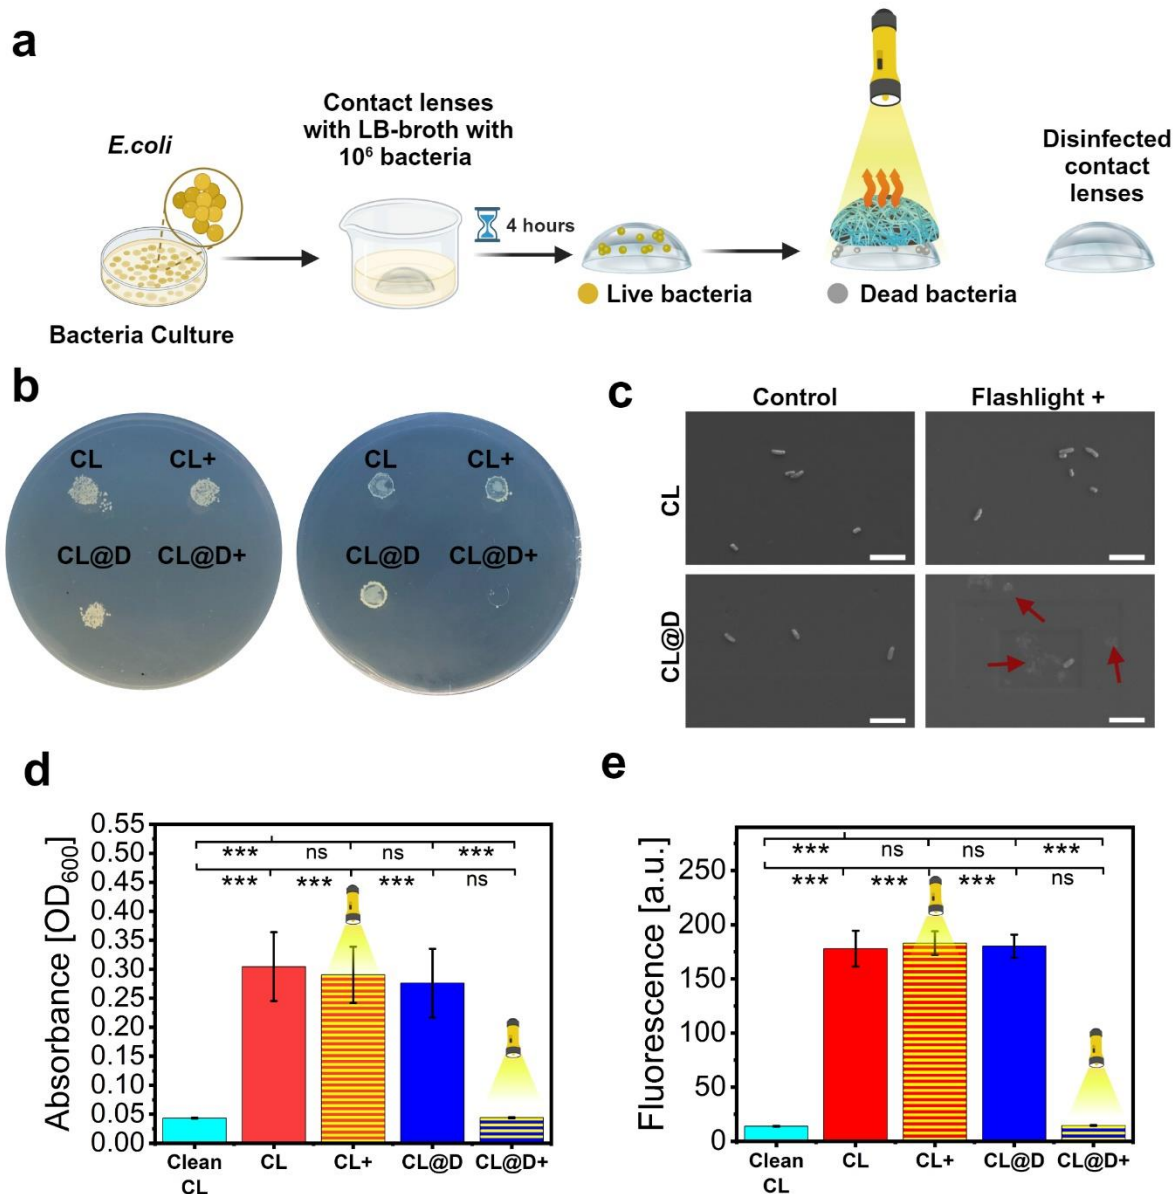 a
E.coli
Bacteria Culture
Contact lenses
with LB-broth with
10⁶ bacteria
4 hours
Live bacteria
Dead bacteria
Disinfected
contact
lenses
b
CL CL+
CL@D CL@D+
CL CL+
CL@D CL@D+
c
Control Flashlight +
CL
CL@D
d
Absorbance [OD₆₀₀]
0.55
0.50
0.45
0.40
0.35
0.30
0.25
0.20
0.15
0.10
0.05
0.00
*** ns ns ***
*** *** *** ns
Clean
CL
CL
CL+
CL@D
CL@D+
e
Fluorescence [a.u.]
250
200
150
100
50
0
*** ns ns ***
*** *** *** ns
Clean
CL
CL
CL+
CL@D
CL@D+